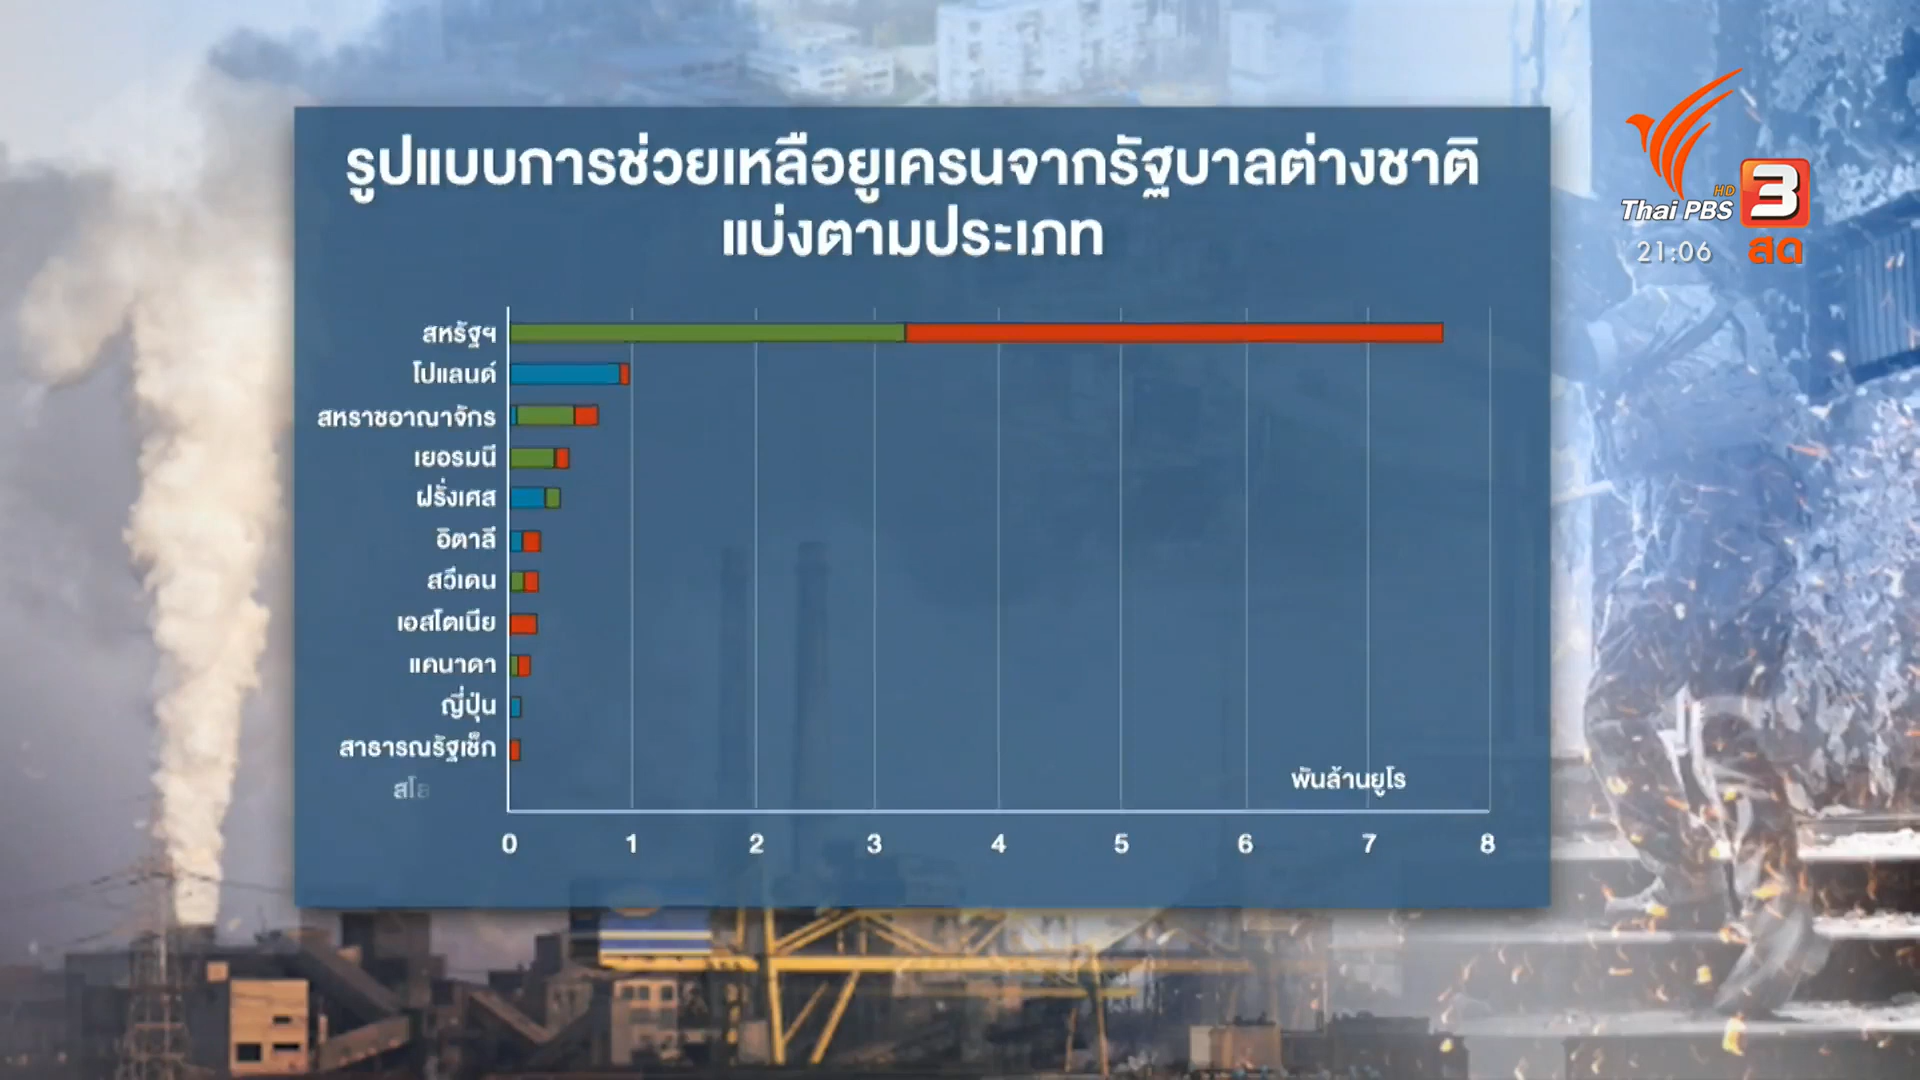 รูปแบบการช่วยเหลือยูเครนจากรัฐบาลต่างชาติ
แบ่งตามประเภท
HD
Thai PBS 3
21:06 สด
สหรัฐฯ
โปแลนด์
สหราชอาณาจักร
เยอรมนี
ฝรั่งเศส
อิตาลี
สวีเดน
เอสโตเนีย
แคนาดา
ญี่ปุ่น
สาธารณรัฐเช็ก
พันล้านยูโร
0 1 2 3 4 5 6 7 8